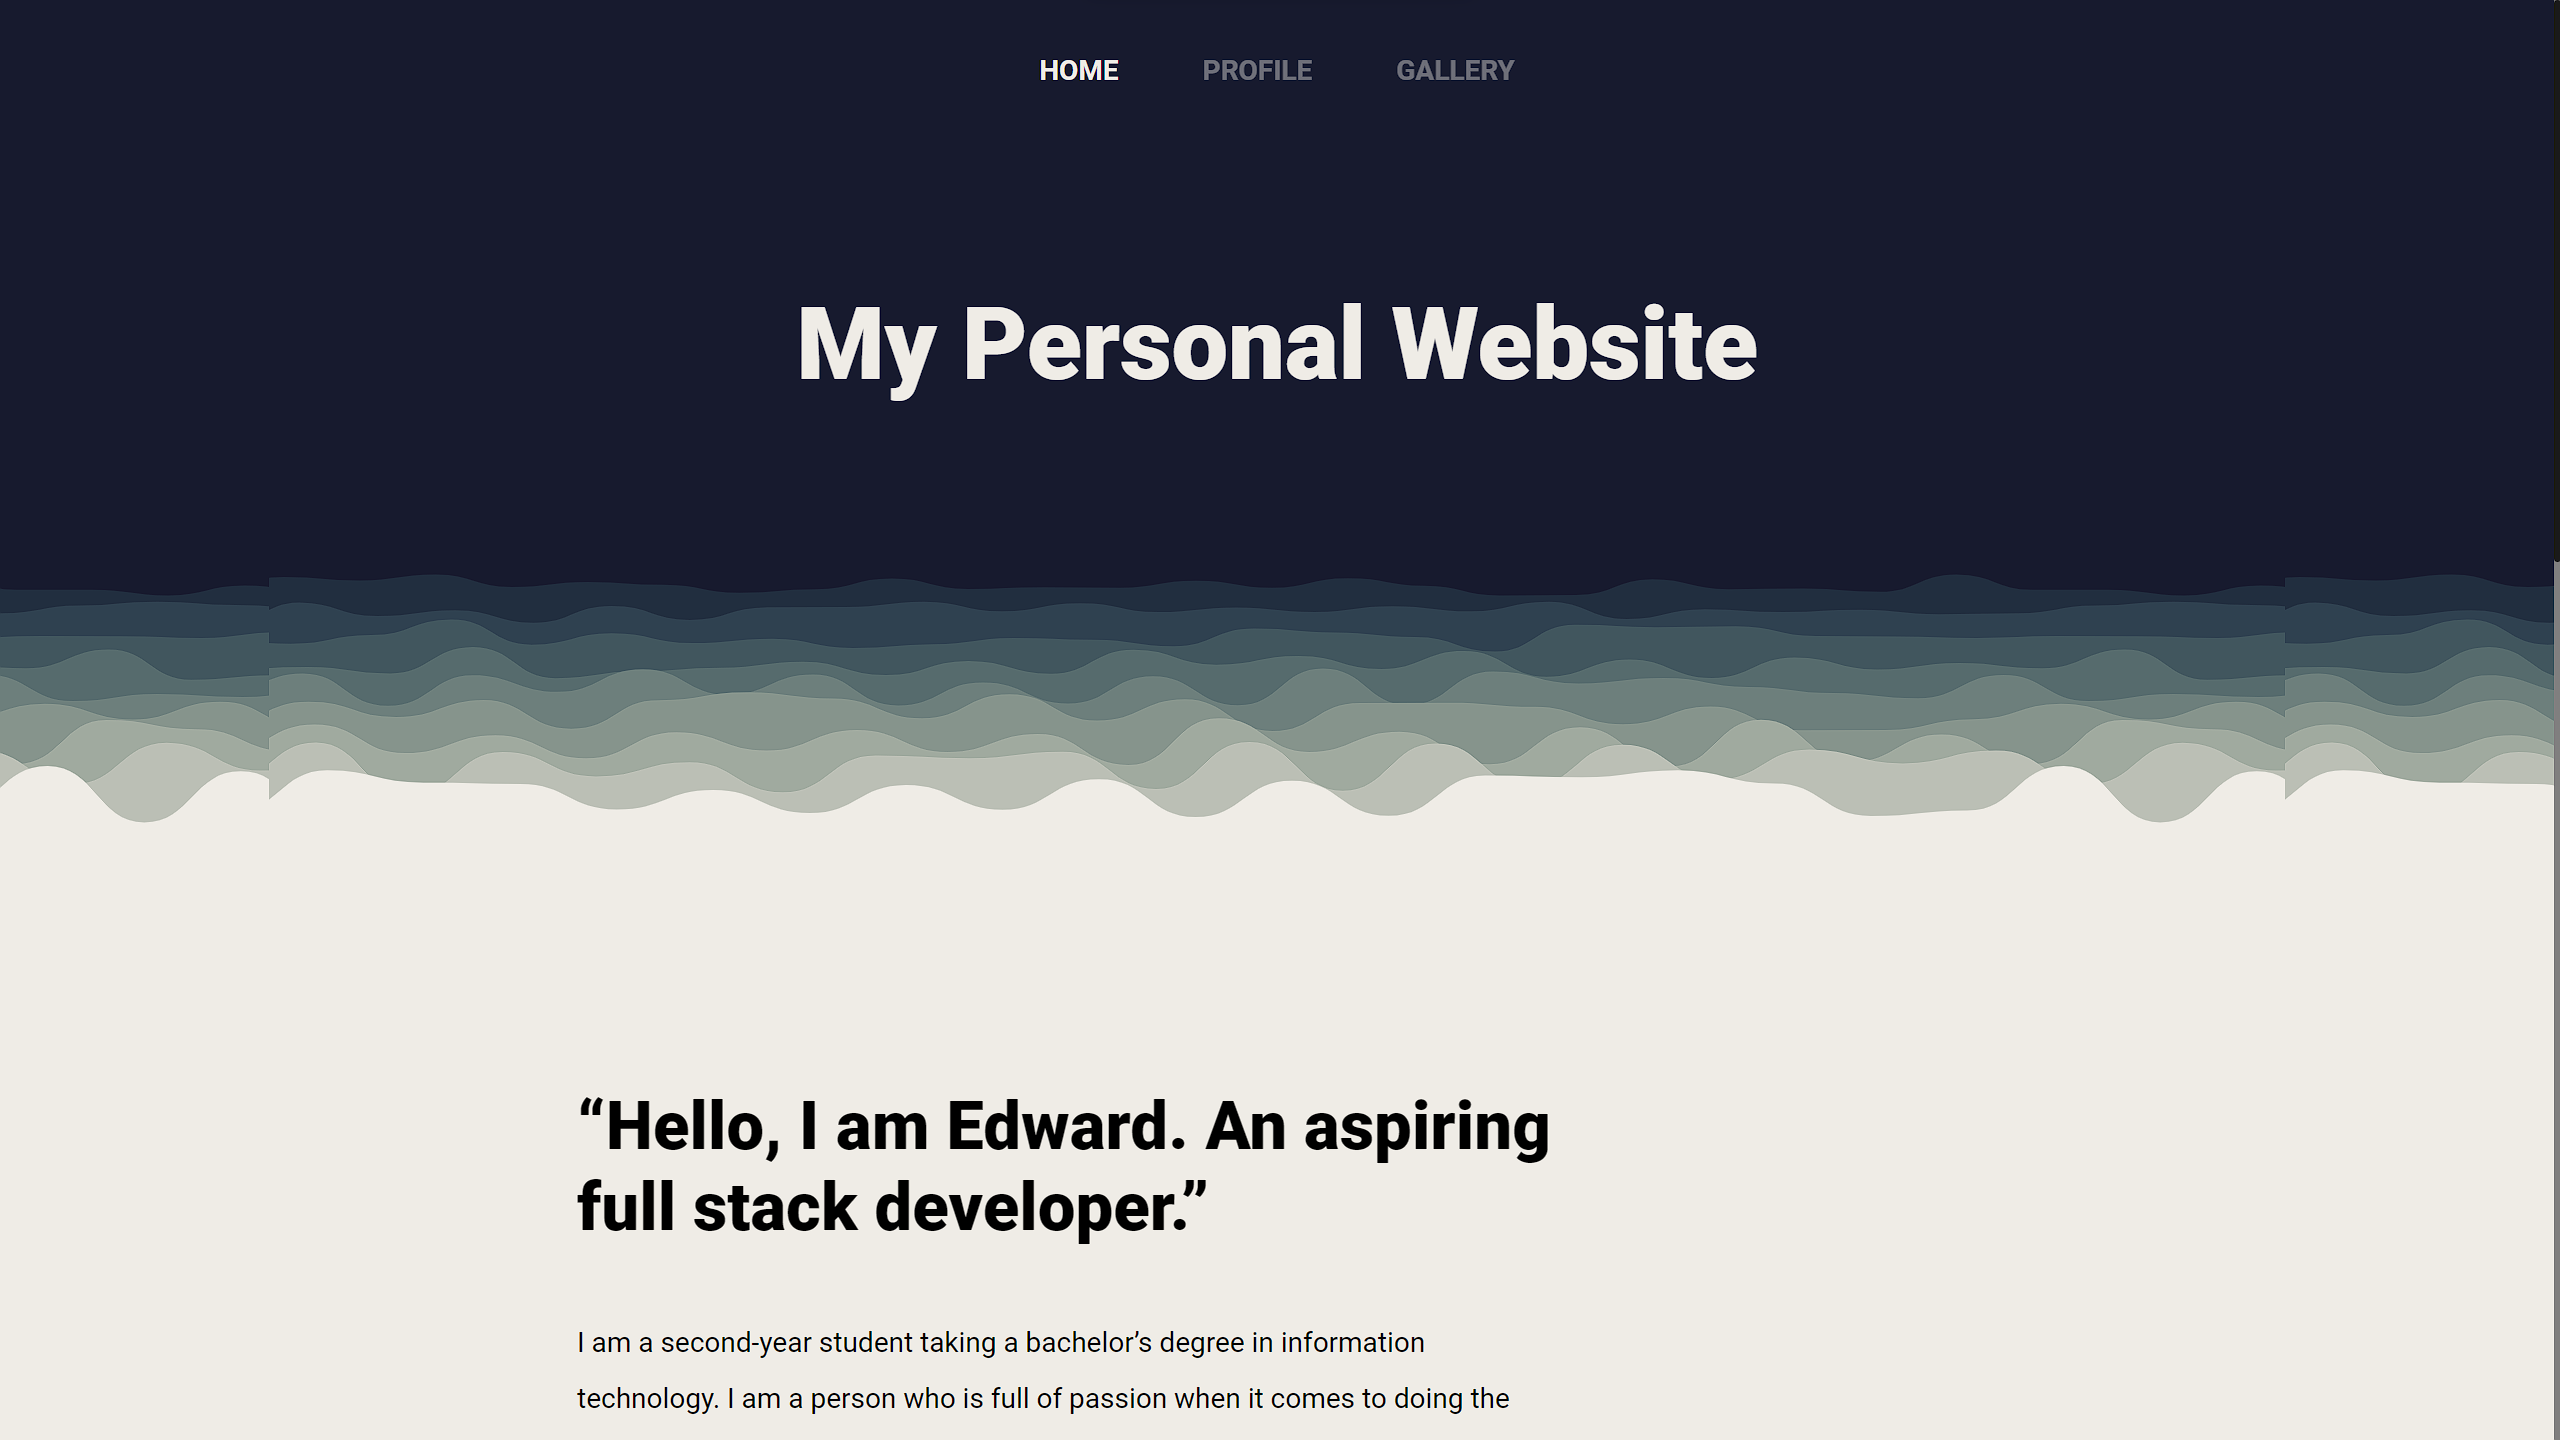 HOME PROFILE GALLERY
My Personal Website
“Hello, I am Edward. An aspiring
full stack developer.”
I am a second-year student taking a bachelor’s degree in information
technology. I am a person who is full of passion when it comes to doing the